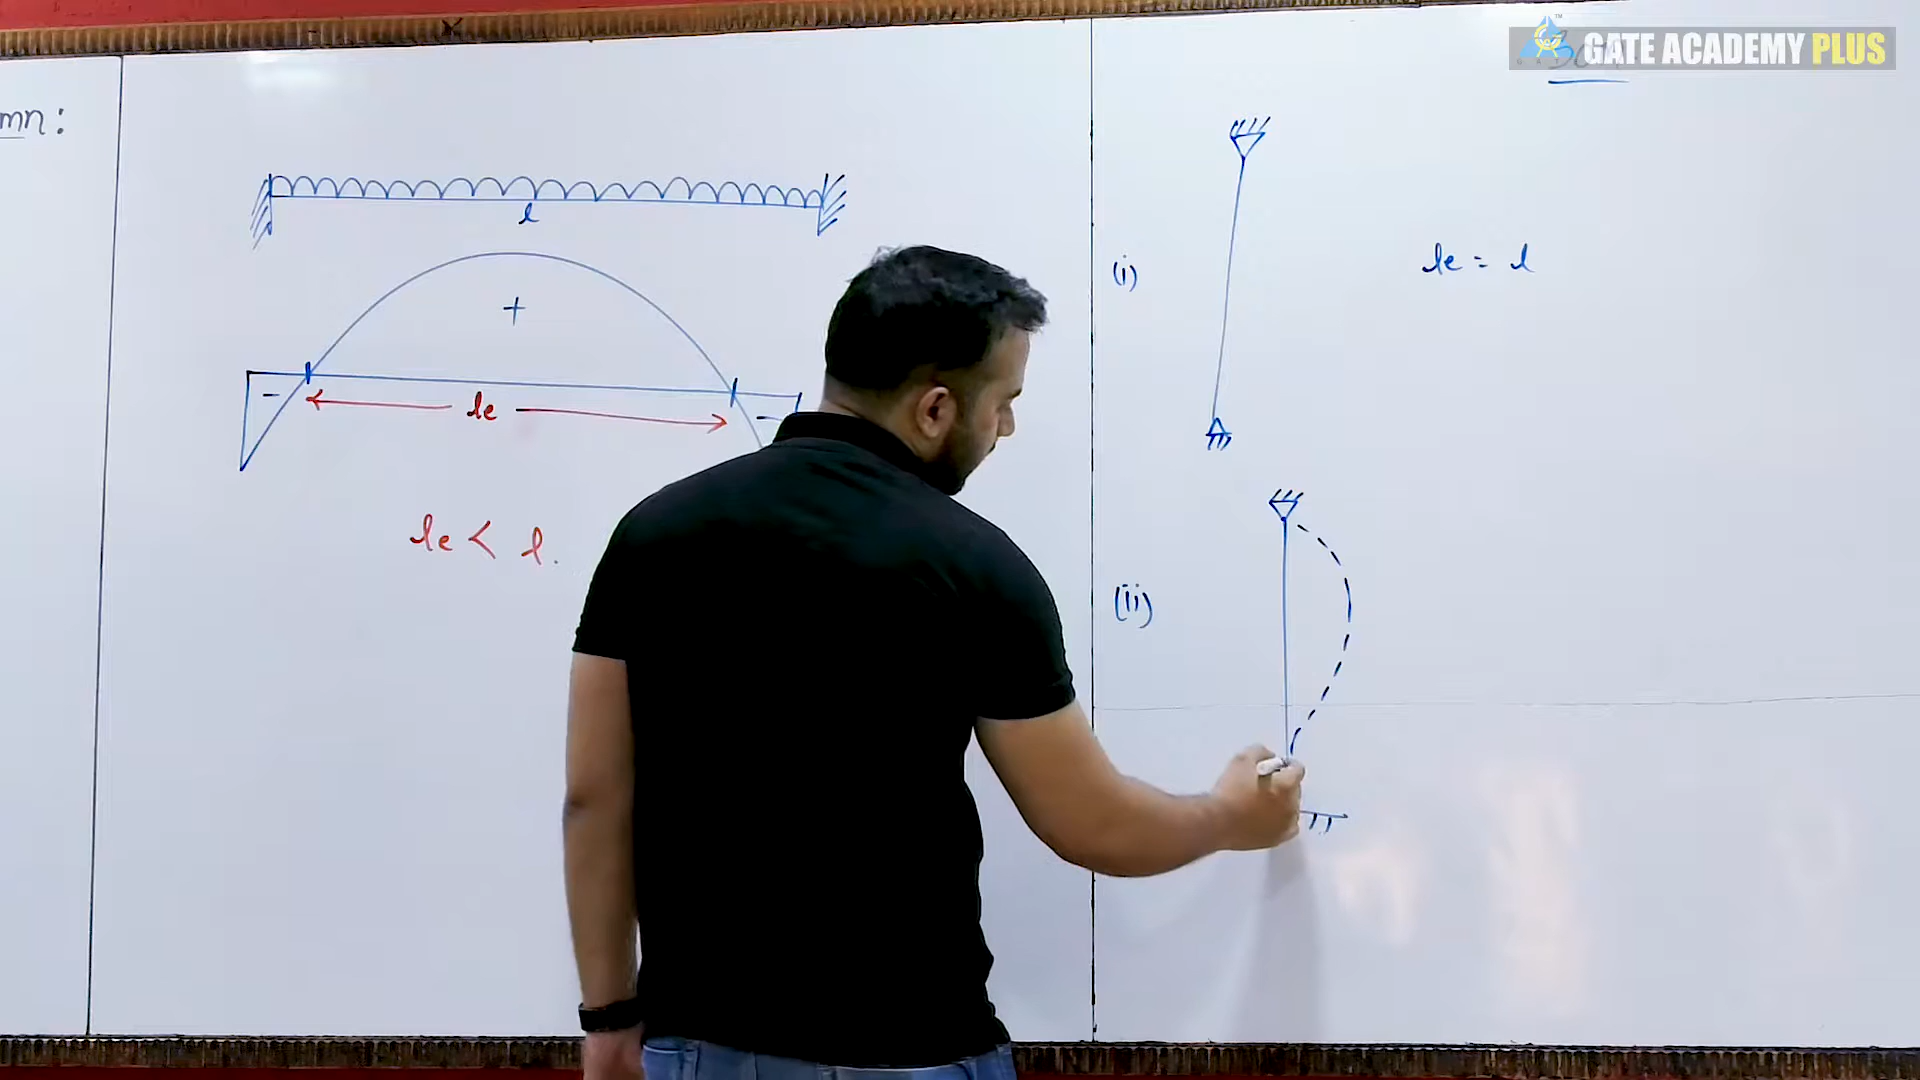 mn:
GATE ACADEMY PLUS
l
+
-
le
-
le < l.
(i)
le = l
(ii)